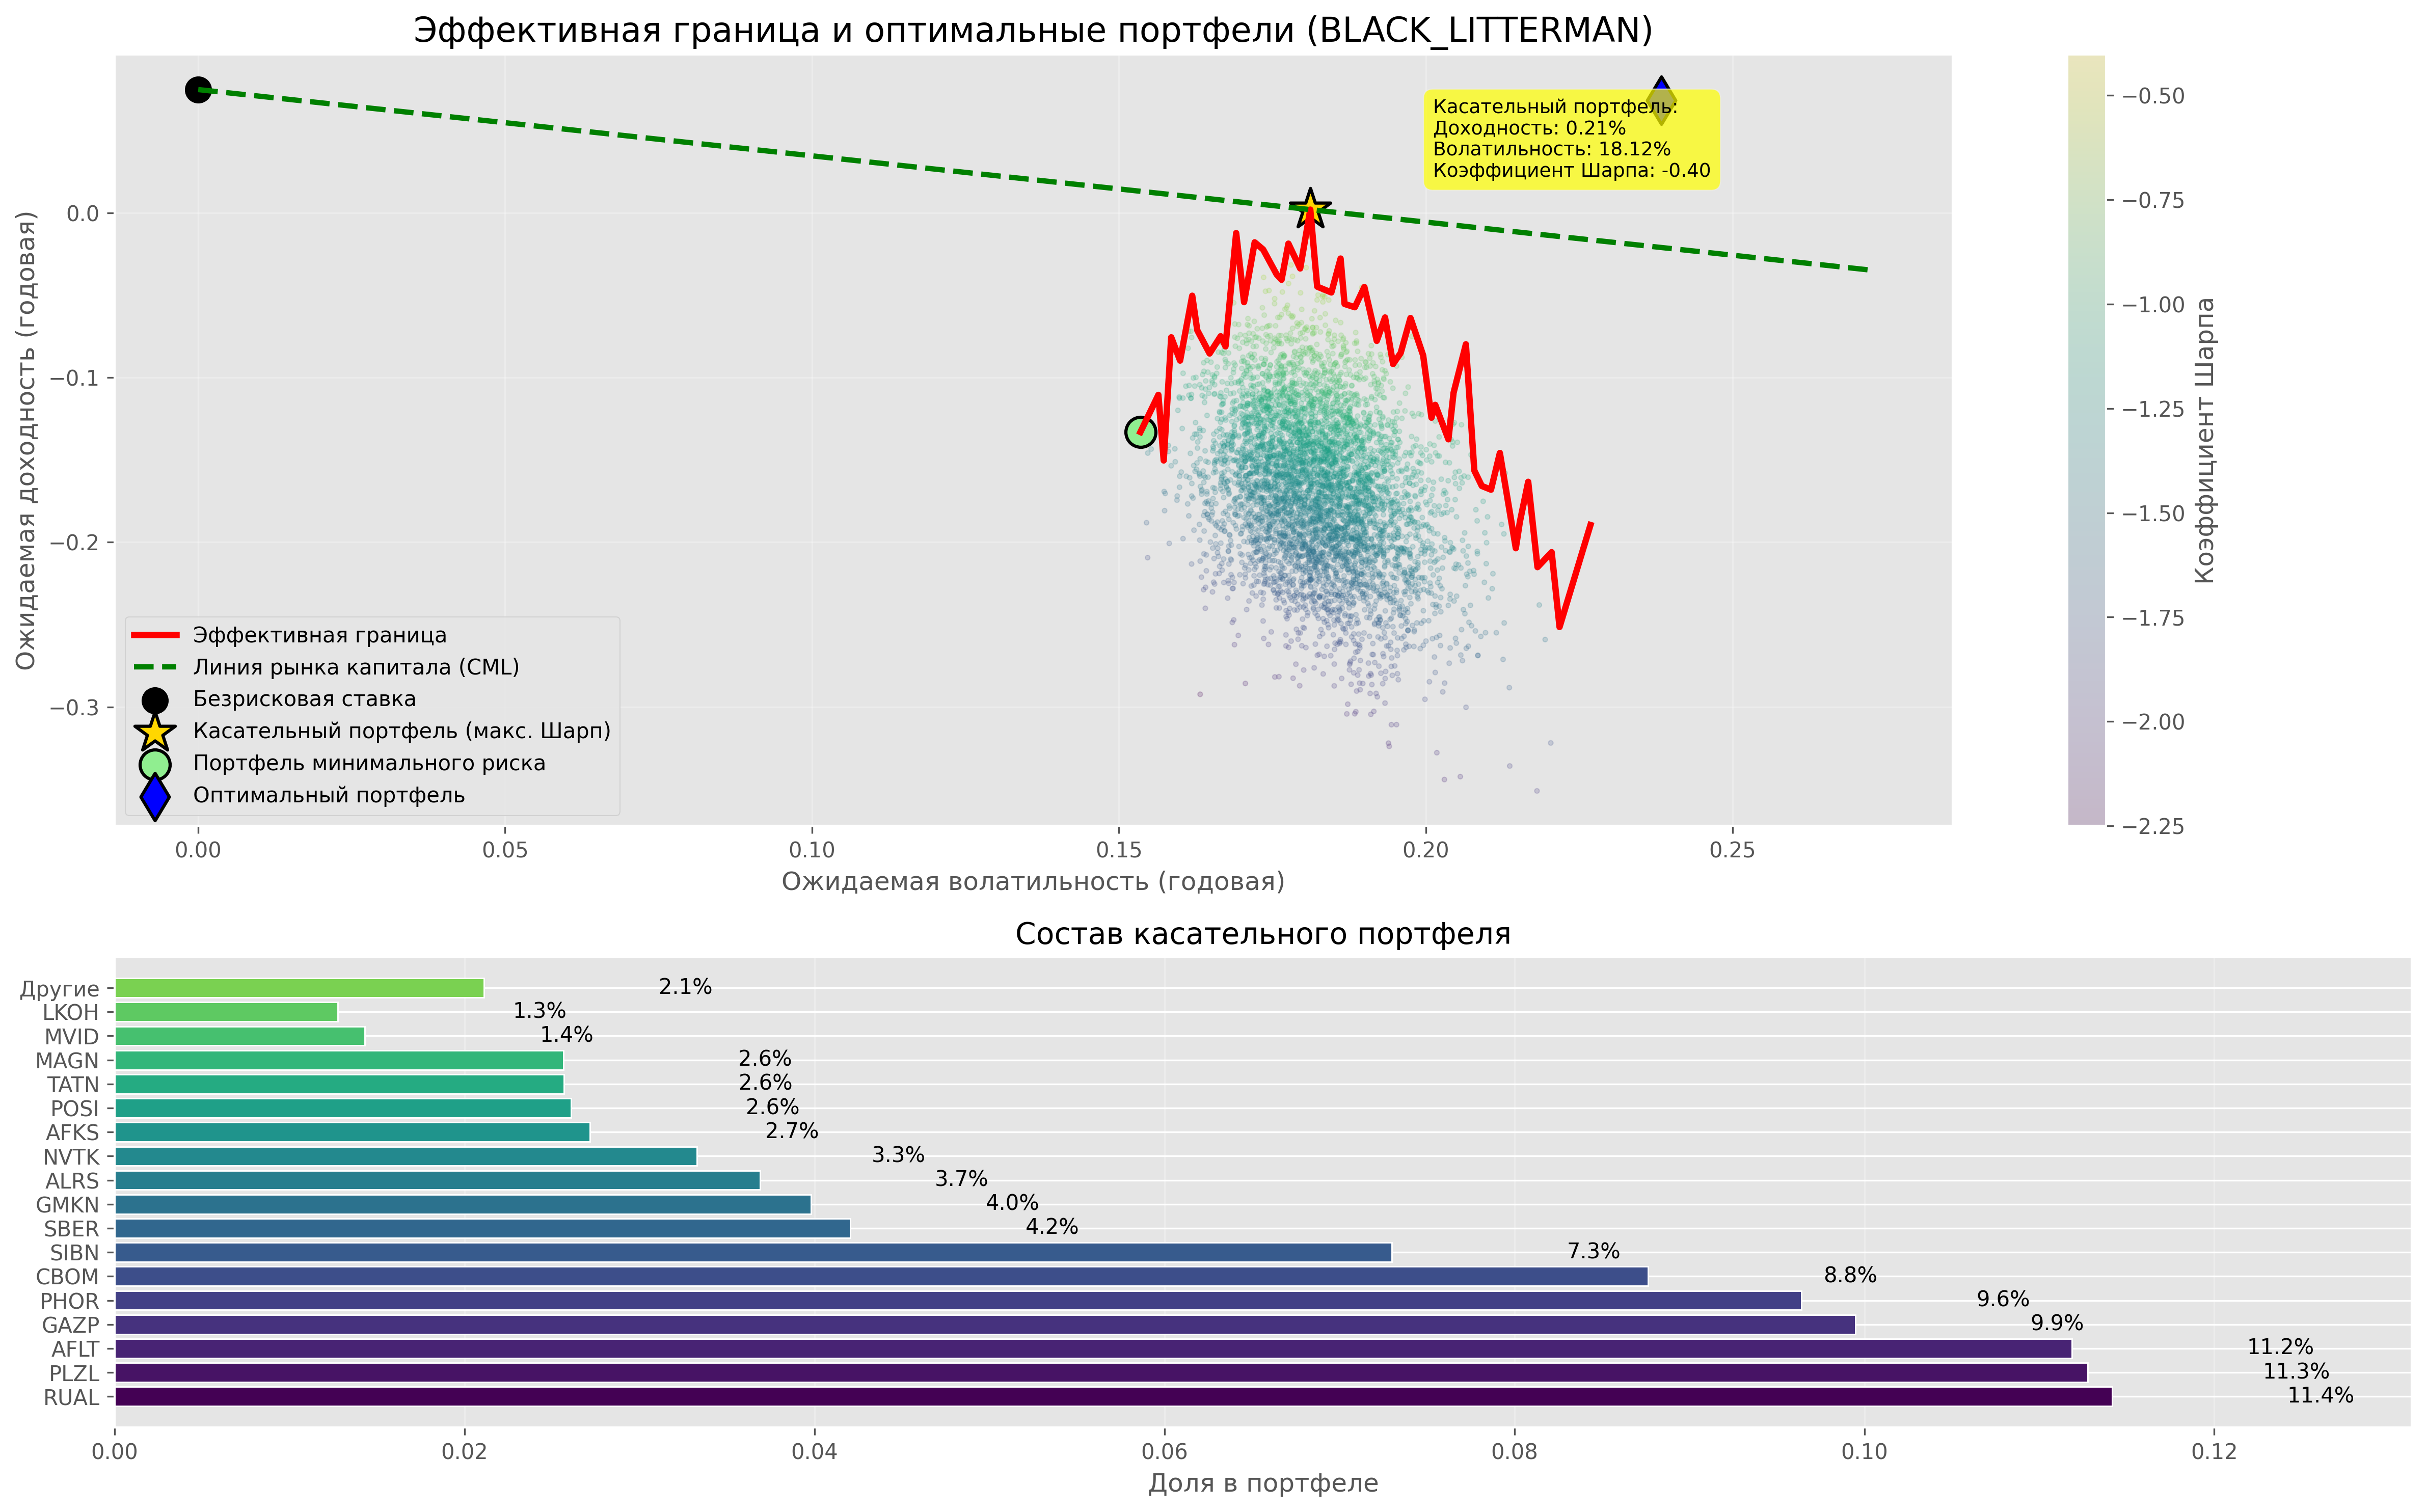 Эффективная граница и оптимальные портфели (BLACK_LITTERMAN)
Ожидаемая доходность (годовая)
0.0
−0.1
−0.2
−0.3
Касательный портфель:
Доходность: 0.21%
Волатильность: 18.12%
Коэффициент Шарпа: -0.40
Эффективная граница
Линия рынка капитала (CML)
Безрисковая ставка
Касательный портфель (макс. Шарп)
Портфель минимального риска
Оптимальный портфель
0.00 0.05 0.10 0.15 0.20 0.25
Ожидаемая волатильность (годовая)
−0.50
−0.75
−1.00
−1.25
−1.50
−1.75
−2.00
−2.25
Коэффициент Шарпа
Состав касательного портфеля
Другие 2.1%
LKOH 1.3%
MVID 1.4%
MAGN 2.6%
TATN 2.6%
POSI 2.6%
AFKS 2.7%
NVTK 3.3%
ALRS 3.7%
GMKN 4.0%
SBER 4.2%
SIBN 7.3%
CBOM 8.8%
PHOR 9.6%
GAZP 9.9%
AFLT 11.2%
PLZL 11.3%
RUAL 11.4%
0.00 0.02 0.04 0.06 0.08 0.10 0.12
Доля в портфеле